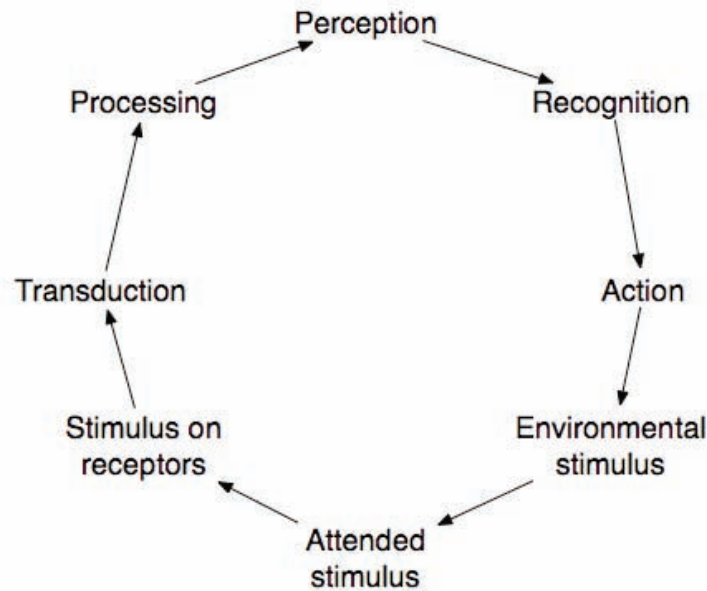 Perception
Processing
Recognition
Transduction
Action
Stimulus on
receptors
Environmental
stimulus
Attended
stimulus